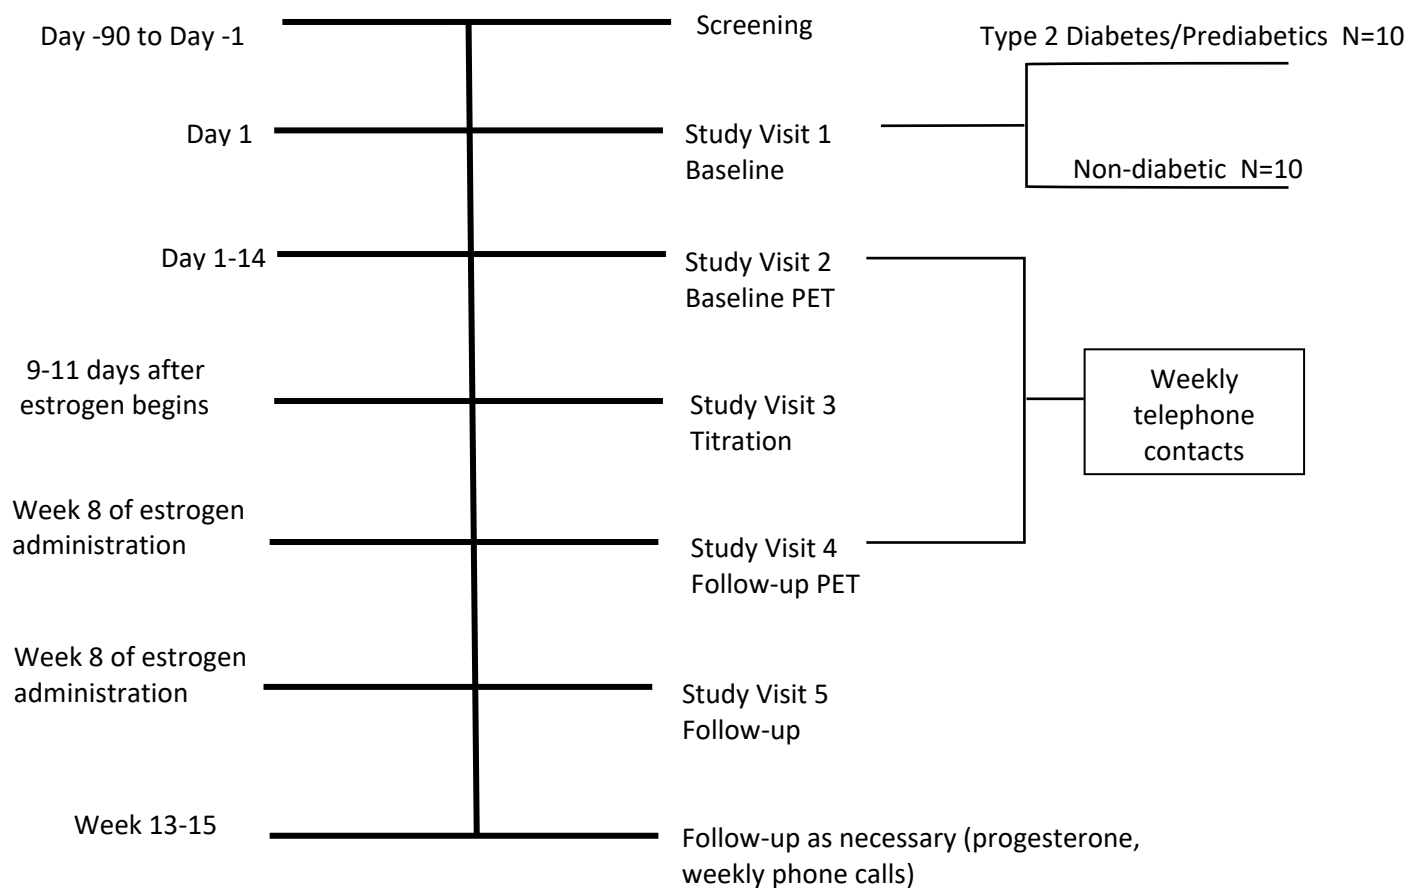 Day -90 to Day -1
Screening
Type 2 Diabetes/Prediabetics N=10
Day 1
Study Visit 1
Baseline
Non-diabetic N=10
Day 1-14
Study Visit 2
Baseline PET
9-11 days after
estrogen begins
Study Visit 3
Titration
Weekly
telephone
contacts
Week 8 of estrogen
administration
Study Visit 4
Follow-up PET
Week 8 of estrogen
administration
Study Visit 5
Follow-up
Week 13-15
Follow-up as necessary (progesterone,
weekly phone calls)